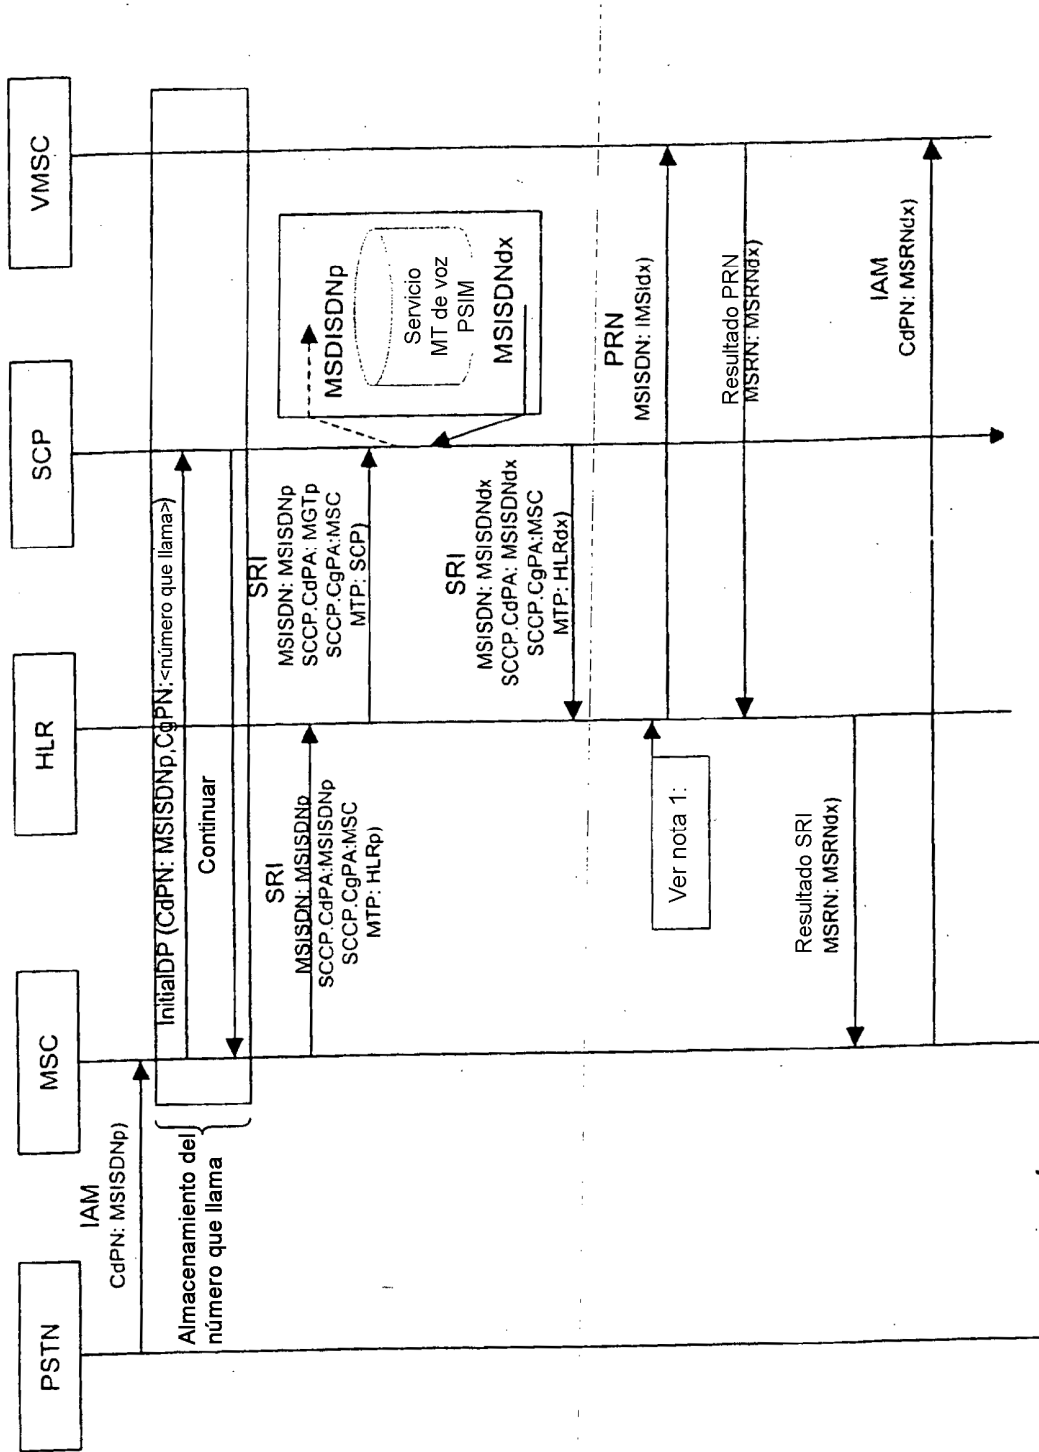 PSTN
MSC
HLR
SCP
VMSC
IAM
CdPN: MSISDNp)
Almacenamiento del
número que llama
InitialDP (CdPN: MSISDNp,CgPN:<número que llama>)
Continuar
SRI
MSISDN: MSISDNp
SCCP.CdPA:MSISDNp
SCCP.CgPA:MSC
MTP: HLRp)
SRI
MSISDN: MSISDNp
SCCP.CdPA: MGTp
SCCP.CgPA:MSC
MTP: SCP)
MSDISDNp
Servicio
MT de voz
PSIM
MSISDNdx
SRI
MSISDN: MSISDNdx
SCCP.CdPA: MSISDNdx
SCCP.CgPA:MSC
MTP: HLRdx)
PRN
MSISDN: IMSIdx)
Ver nota 1:
Resultado PRN
MSRN: MSRNdx)
Resultado SRI
MSRN: MSRNdx)
IAM
CdPN: MSRNdx)